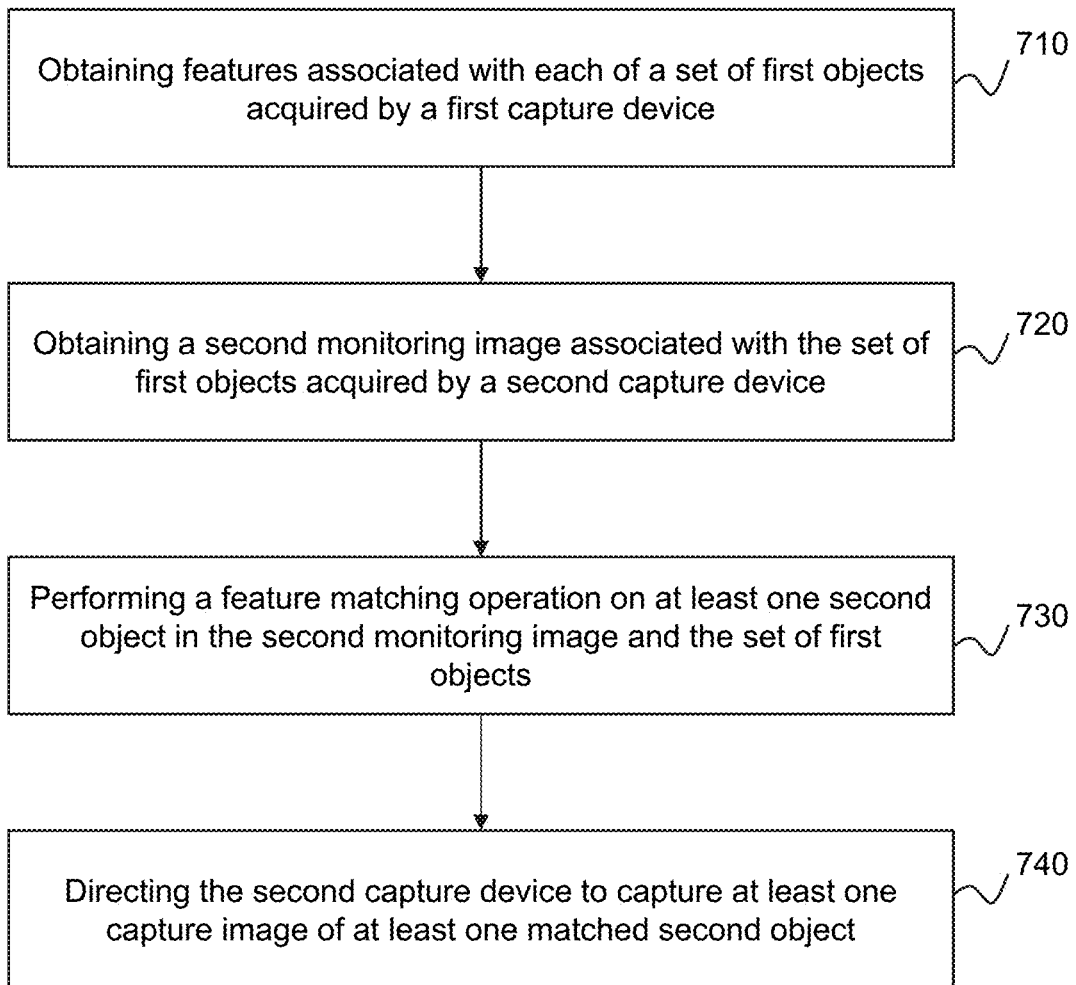 Obtaining features associated with each of a set of first objects
acquired by a first capture device
710
Obtaining a second monitoring image associated with the set of
first objects acquired by a second capture device
720
Performing a feature matching operation on at least one second
object in the second monitoring image and the set of first
objects
730
Directing the second capture device to capture at least one
capture image of at least one matched second object
740